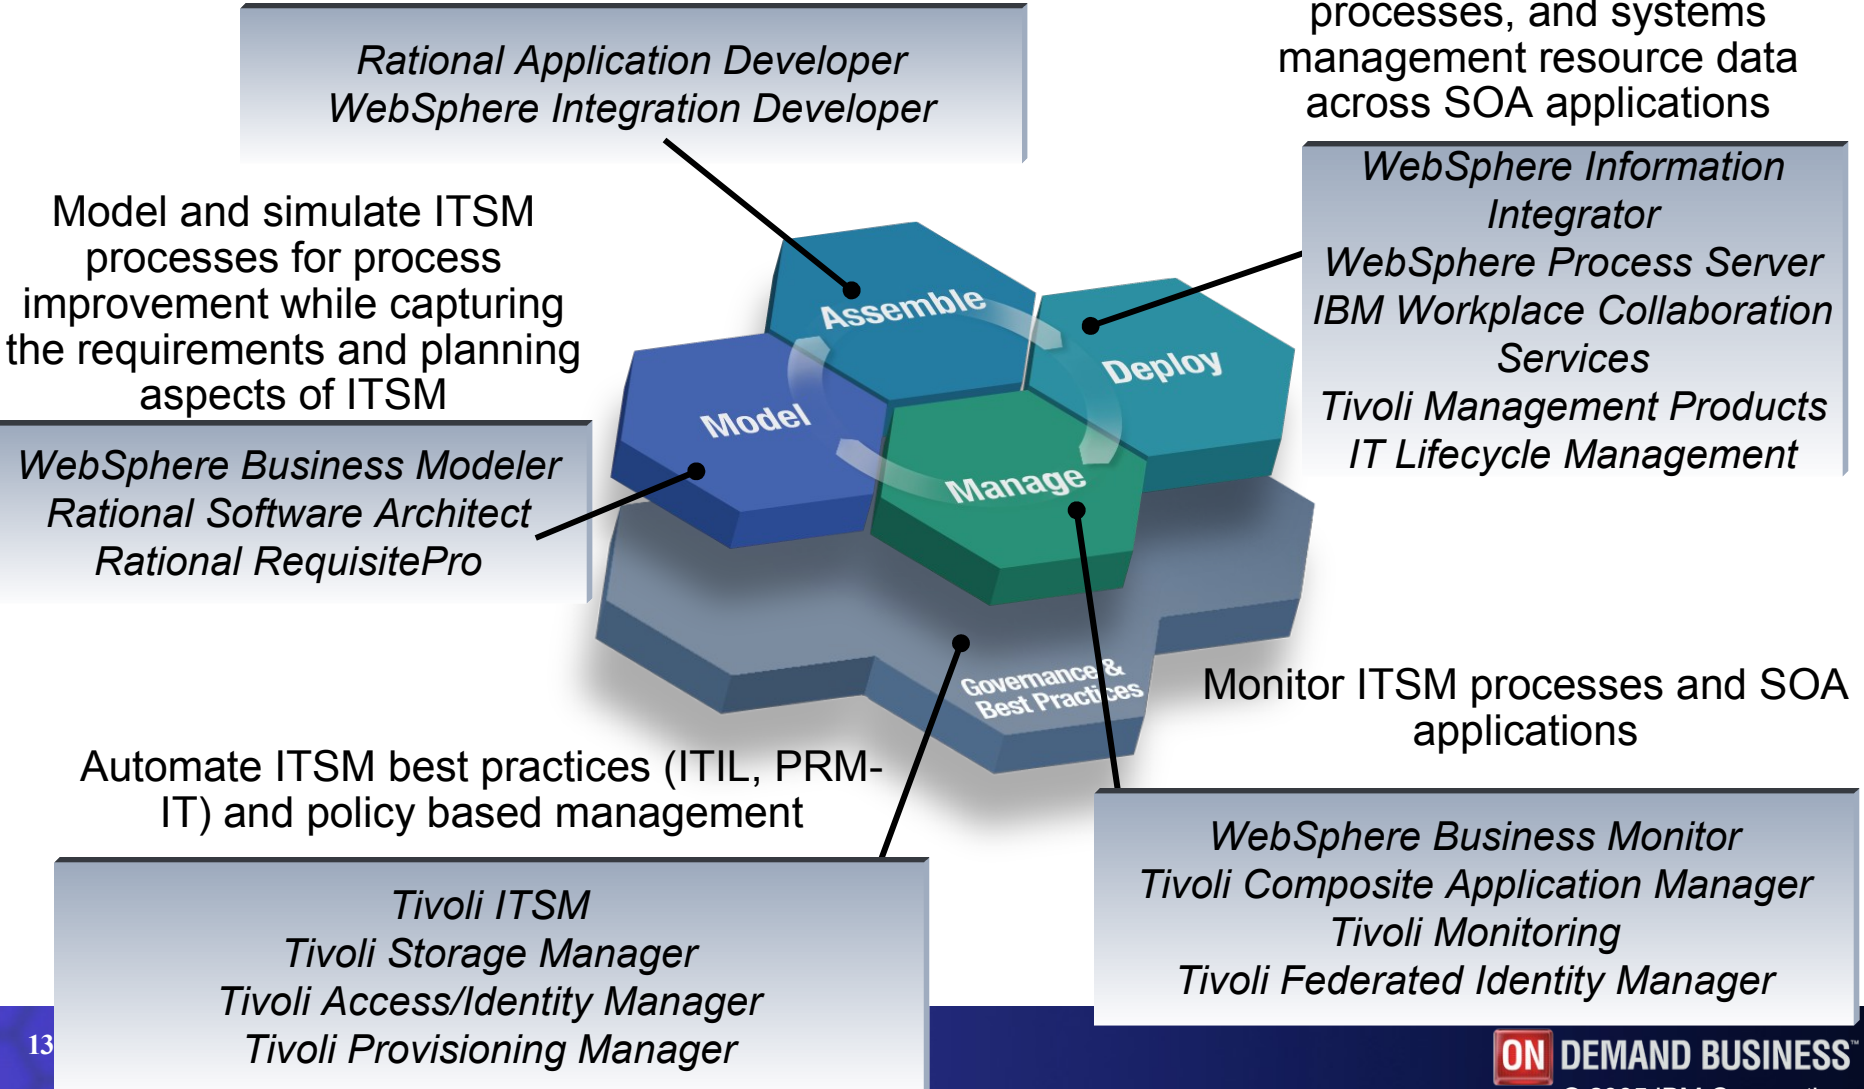 processes, and systems
management resource data
across SOA applications
Rational Application Developer
WebSphere Integration Developer
WebSphere Information
Integrator
WebSphere Process Server
IBM Workplace Collaboration
Services
Tivoli Management Products
IT Lifecycle Management
Model and simulate ITSM
processes for process
improvement while capturing
the requirements and planning
aspects of ITSM
WebSphere Business Modeler
Rational Software Architect
Rational RequisitePro
Assemble
Deploy
Model
Manage
Governance &
Best Practices
Monitor ITSM processes and SOA
applications
WebSphere Business Monitor
Tivoli Composite Application Manager
Tivoli Monitoring
Tivoli Federated Identity Manager
Automate ITSM best practices (ITIL, PRM-
IT) and policy based management
Tivoli ITSM
Tivoli Storage Manager
Tivoli Access/Identity Manager
Tivoli Provisioning Manager
13
ON DEMAND BUSINESS™